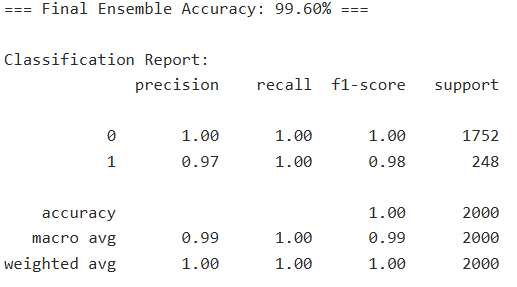 === Final Ensemble Accuracy: 99.60% ===
Classification Report:
precision recall f1-score support
0 1.00 1.00 1.00 1752
1 0.97 1.00 0.98 248
accuracy 1.00 2000
macro avg 0.99 1.00 0.99 2000
weighted avg 1.00 1.00 1.00 2000